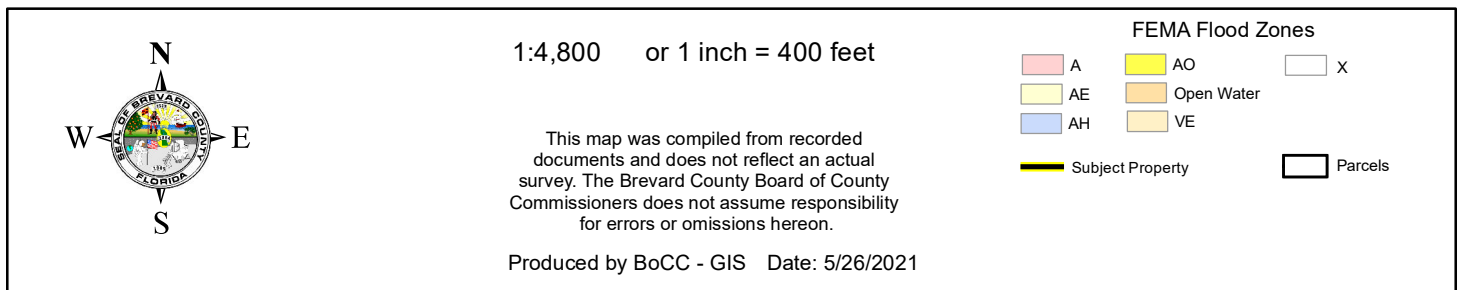 N
W
E
S
SEAL OF BREVARD COUNTY
FLORIDA
1:4,800 or 1 inch = 400 feet
This map was compiled from recorded
documents and does not reflect an actual
survey. The Brevard County Board of County
Commissioners does not assume responsibility
for errors or omissions hereon.
Produced by BoCC - GIS Date: 5/26/2021
FEMA Flood Zones
A
AO
X
AE
Open Water
AH
VE
Subject Property
Parcels